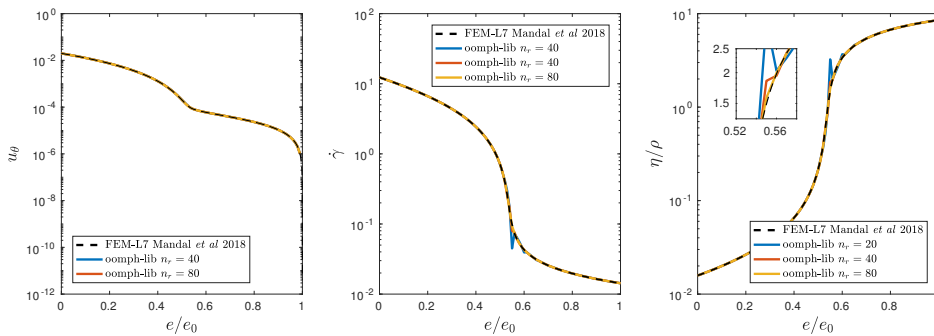 10^0
10^-2
10^-4
10^-6
10^-8
10^-10
10^-12
u_θ
0 0.2 0.4 0.6 0.8 1
e/e_0
FEM-L7 Mandal et al 2018
oomph-lib n_r = 40
oomph-lib n_r = 80
10^2
10^1
10^0
10^-1
10^-2
γ̇
0 0.2 0.4 0.6 0.8 1
e/e_0
FEM-L7 Mandal et al 2018
oomph-lib n_r = 40
oomph-lib n_r = 40
oomph-lib n_r = 80
10^1
10^0
10^-1
10^-2
η/ρ
0 0.2 0.4 0.6 0.8 1
e/e_0
2.5
2
1.5
0.52 0.56
FEM-L7 Mandal et al 2018
oomph-lib n_r = 20
oomph-lib n_r = 40
oomph-lib n_r = 80